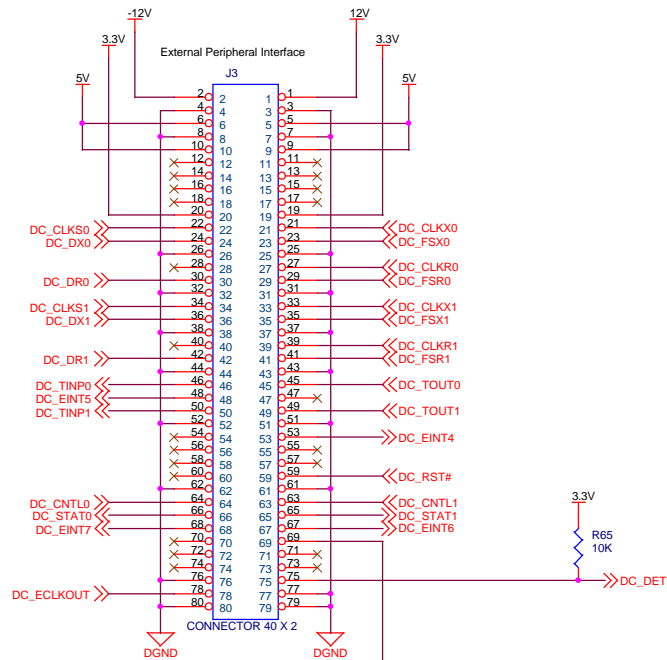 -12V 12V
3.3V 3.3V
External Peripheral Interface
J3
5V 5V
2 2 1 1
4 4 3 3
6 6 5 5
8 8 7 7
10 10 9 9
12 12 11 11
14 14 13 13
16 16 15 15
18 18 17 17
20 20 19 19
DC_CLKS0 22 22 21 21 DC_CLKX0
DC_DX0 24 24 23 23 DC_FSX0
26 26 25 25
28 28 27 27 DC_CLKR0
DC_DR0 30 30 29 29 DC_FSR0
32 32 31 31
DC_CLKS1 34 34 33 33 DC_CLKX1
DC_DX1 36 36 35 35 DC_FSX1
38 38 37 37
40 40 39 39 DC_CLKR1
DC_DR1 42 42 41 41 DC_FSR1
44 44 43 43
DC_TINP0 46 46 45 45 DC_TOUT0
DC_EINT5 48 48 47 47
DC_TINP1 50 50 49 49 DC_TOUT1
52 52 51 51
54 54 53 53 DC_EINT4
56 56 55 55
58 58 57 57
60 60 59 59 DC_RST#
62 62 61 61
DC_CNTL0 64 64 63 63 DC_CNTL1
DC_STAT0 66 66 65 65 DC_STAT1
DC_EINT7 68 68 67 67 DC_EINT6
3.3V
70 70 69 69
R65
10K
72 72 71 71
74 74 73 73
76 76 75 75 DC_DET
DC_ECLKOUT 78 78 77 77
80 80 79 79
CONNECTOR 40 X 2
DGND DGND